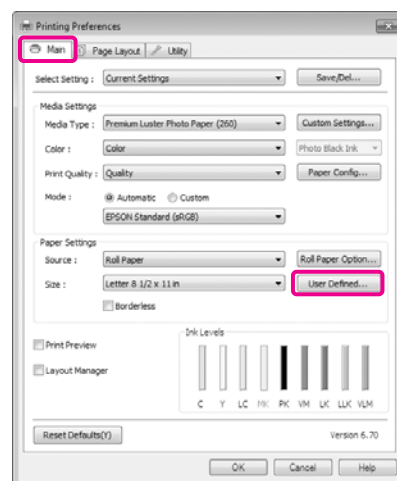 Printing Preferences
Main Page Layout Utility
Select Setting : Current Settings Save/Del...
Media Settings
Media Type : Premium Luster Photo Paper (260) Custom Settings...
Color : Color Photo Black Ink
Print Quality : Quality Paper Config...
Mode : Automatic Custom
EPSON Standard (sRGB)
Paper Settings
Source : Roll Paper Roll Paper Option...
Size : Letter 8 1/2 x 11 in User Defined...
Borderless
Ink Levels
Print Preview
Layout Manager
C Y LC MK PK VM LK LLK VLM
Reset Defaults(Y) Version 6.70
OK Cancel Help